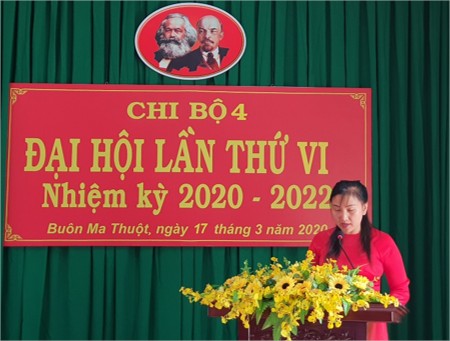 CHI BỘ 4
ĐẠI HỘI LẦN THỨ VI
Nhiệm kỳ 2020 - 2022
Buôn Ma Thuột, ngày 17 tháng 3 năm 2020